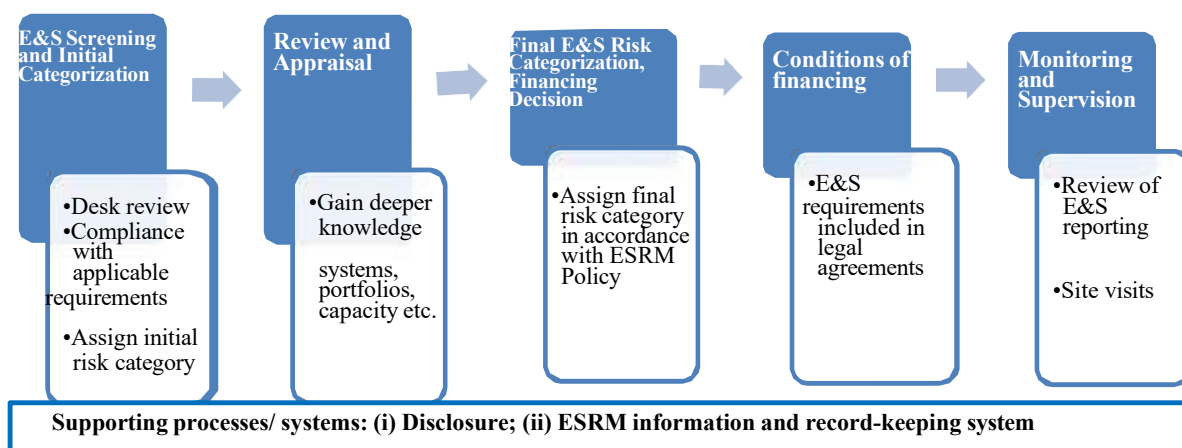 E&S Screening
and Initial
Categorization
•Desk review
•Compliance
with
applicable
requirements
•Assign initial
risk category
Review and
Appraisal
•Gain deeper
knowledge
systems,
portfolios,
capacity etc.
Final E&S Risk
Categorization,
Financing
Decision
•Assign final
risk category
in accordance
with ESRM
Policy
Conditions of
financing
•E&S
requirements
included in
legal
agreements
Monitoring
and
Supervision
•Review of
E&S
reporting
•Site visits
Supporting processes/ systems: (i) Disclosure; (ii) ESRM information and record-keeping system